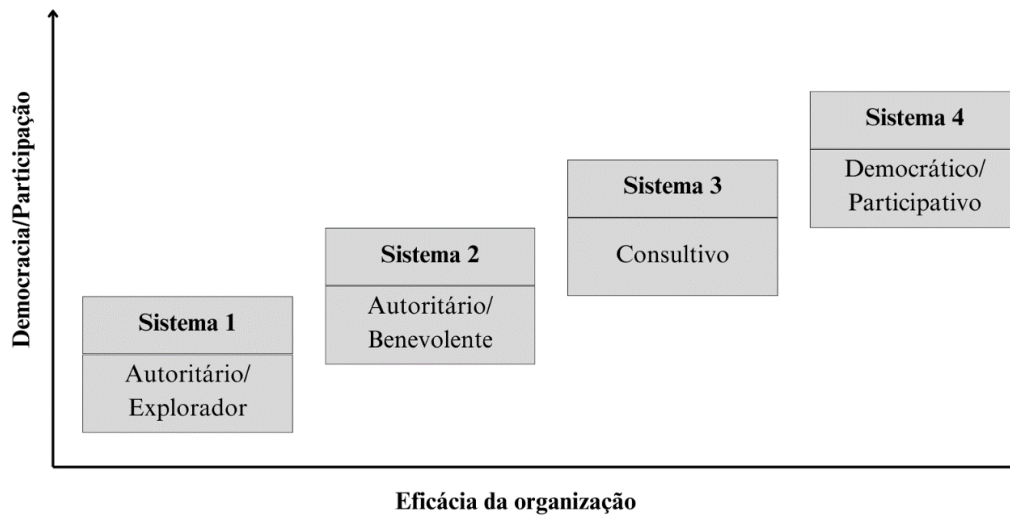 Democracia/Participação
Sistema 1
Autoritário/
Explorador
Sistema 2
Autoritário/
Benevolente
Sistema 3
Consultivo
Sistema 4
Democrático/
Participativo
Eficácia da organização